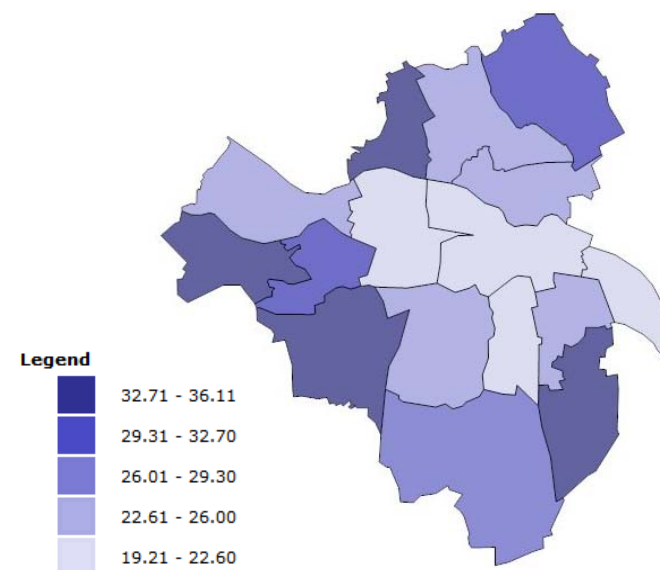 Legend
32.71 - 36.11
29.31 - 32.70
26.01 - 29.30
22.61 - 26.00
19.21 - 22.60